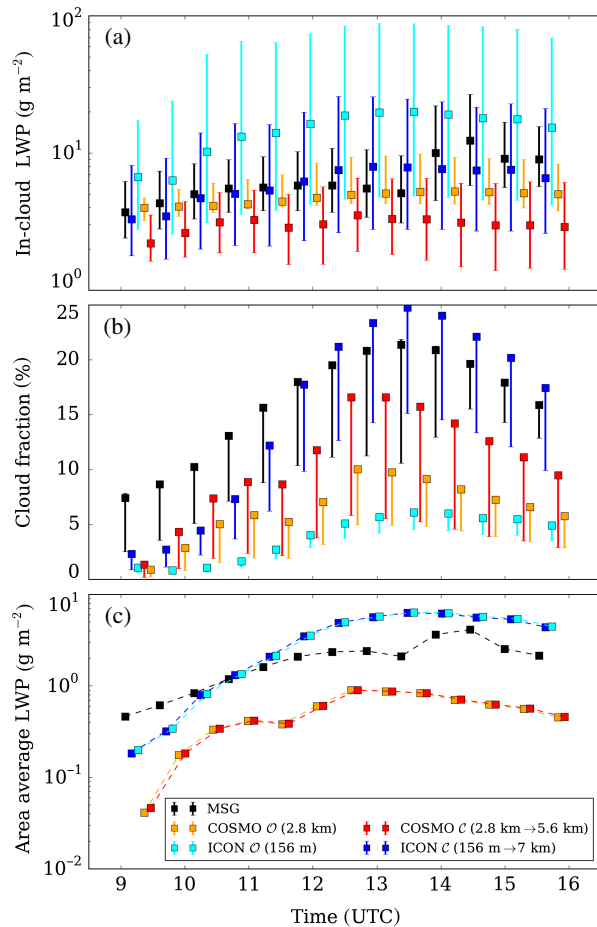 (a)
In-cloud LWP (g m⁻²)
10²
10¹
10⁰
(b)
Cloud fraction (%)
25
20
15
10
5
0
(c)
Area average LWP (g m⁻²)
10¹
10⁰
10⁻¹
10⁻²
MSG
COSMO 𝒪 (2.8 km)
COSMO 𝒞 (2.8 km→5.6 km)
ICON 𝒪 (156 m)
ICON 𝒞 (156 m→7 km)
9 10 11 12 13 14 15 16
Time (UTC)